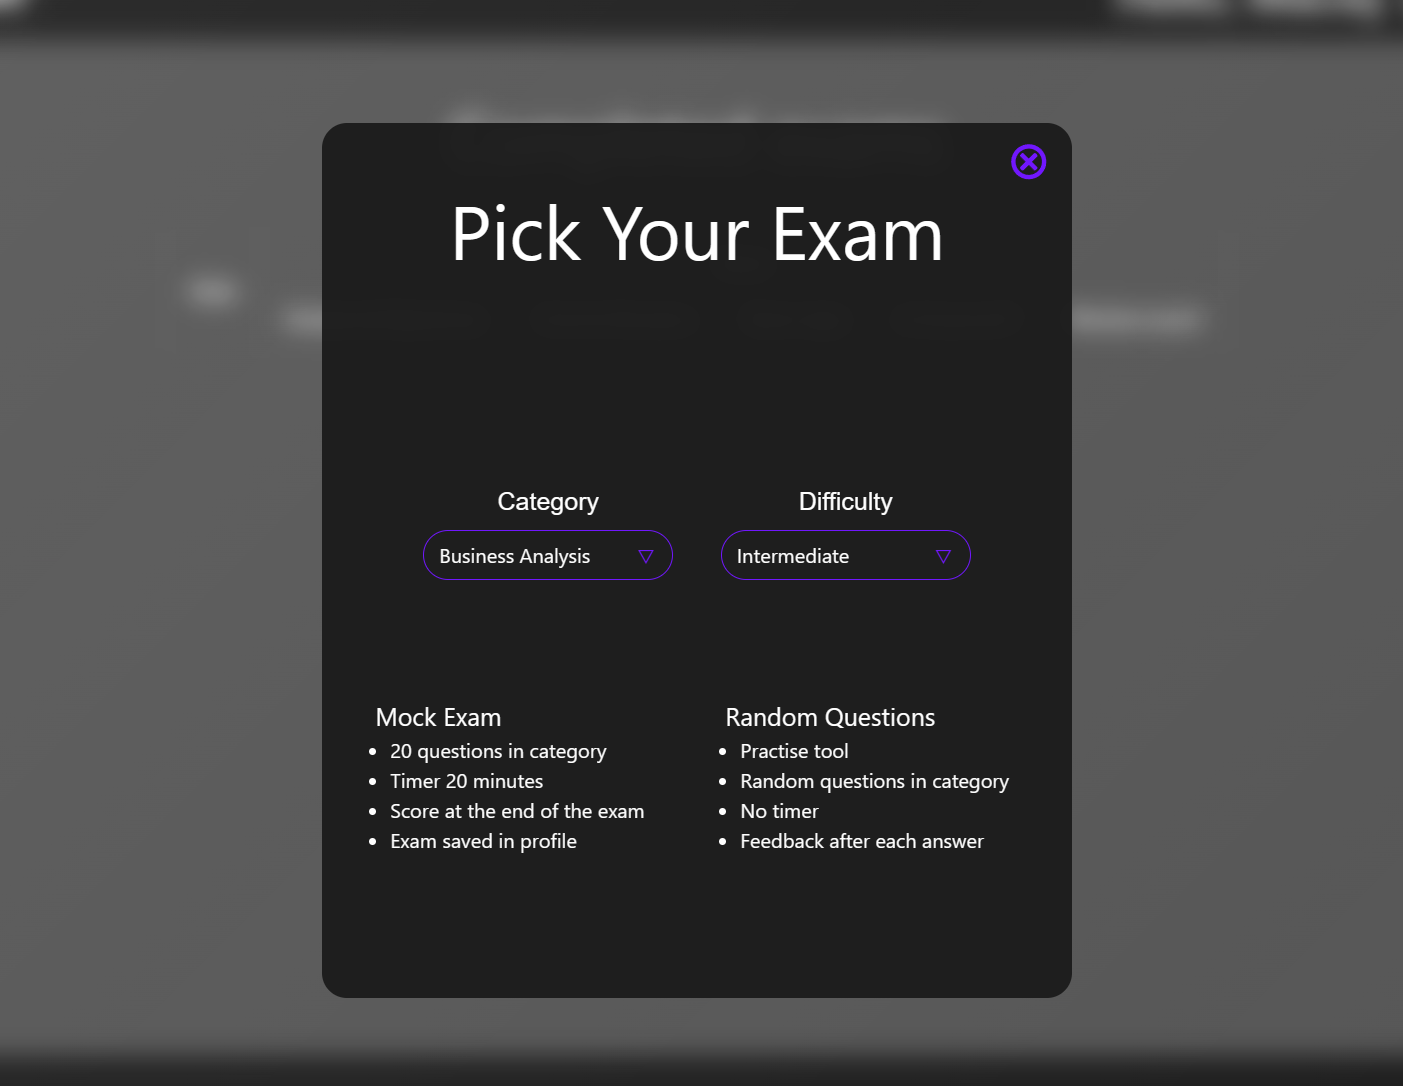 Pick Your Exam
Category
Difficulty
Business Analysis
Intermediate
Mock Exam
20 questions in category
Timer 20 minutes
Score at the end of the exam
Exam saved in profile
Random Questions
Practise tool
Random questions in category
No timer
Feedback after each answer